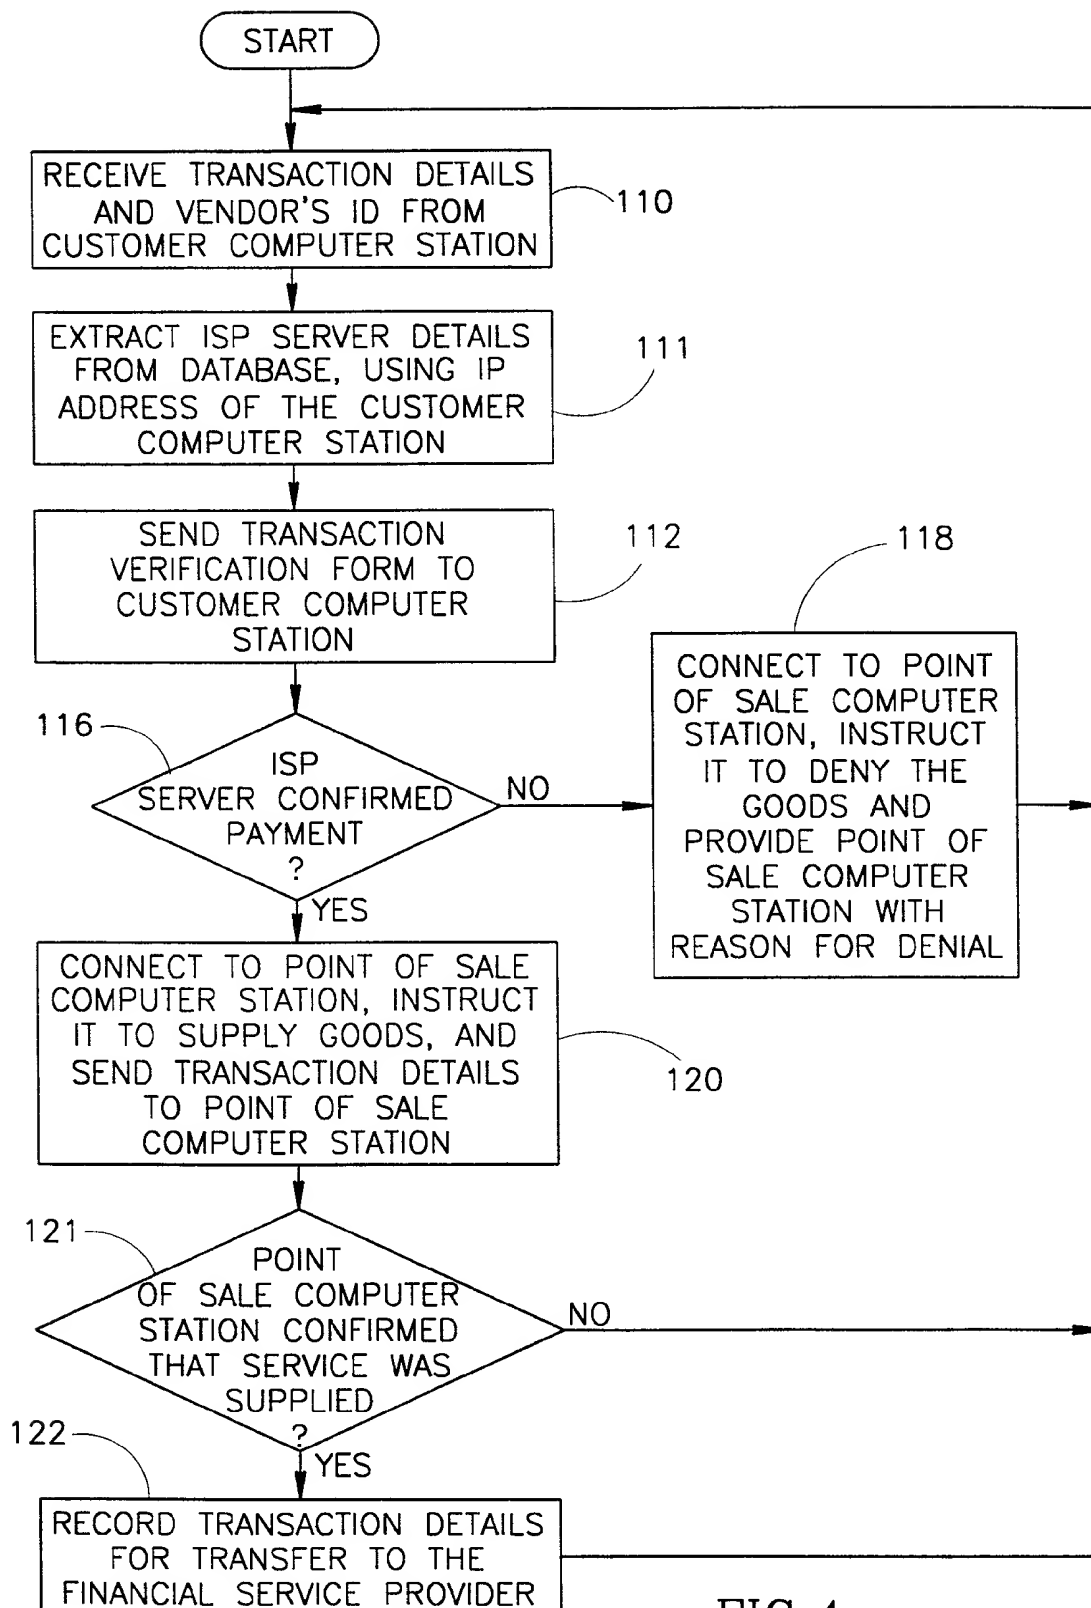 START
RECEIVE TRANSACTION DETAILS
AND VENDOR'S ID FROM
CUSTOMER COMPUTER STATION
110
EXTRACT ISP SERVER DETAILS
FROM DATABASE, USING IP
ADDRESS OF THE CUSTOMER
COMPUTER STATION
111
SEND TRANSACTION
VERIFICATION FORM TO
CUSTOMER COMPUTER
STATION
112
118
CONNECT TO POINT
OF SALE COMPUTER
STATION, INSTRUCT
IT TO DENY THE
GOODS AND
PROVIDE POINT OF
SALE COMPUTER
STATION WITH
REASON FOR DENIAL
116
ISP
SERVER CONFIRMED
PAYMENT
?
NO
YES
CONNECT TO POINT OF SALE
COMPUTER STATION, INSTRUCT
IT TO SUPPLY GOODS, AND
SEND TRANSACTION DETAILS
TO POINT OF SALE
COMPUTER STATION
120
121
POINT
OF SALE COMPUTER
STATION CONFIRMED
THAT SERVICE WAS
SUPPLIED
?
NO
YES
122
RECORD TRANSACTION DETAILS
FOR TRANSFER TO THE
FINANCIAL SERVICE PROVIDER